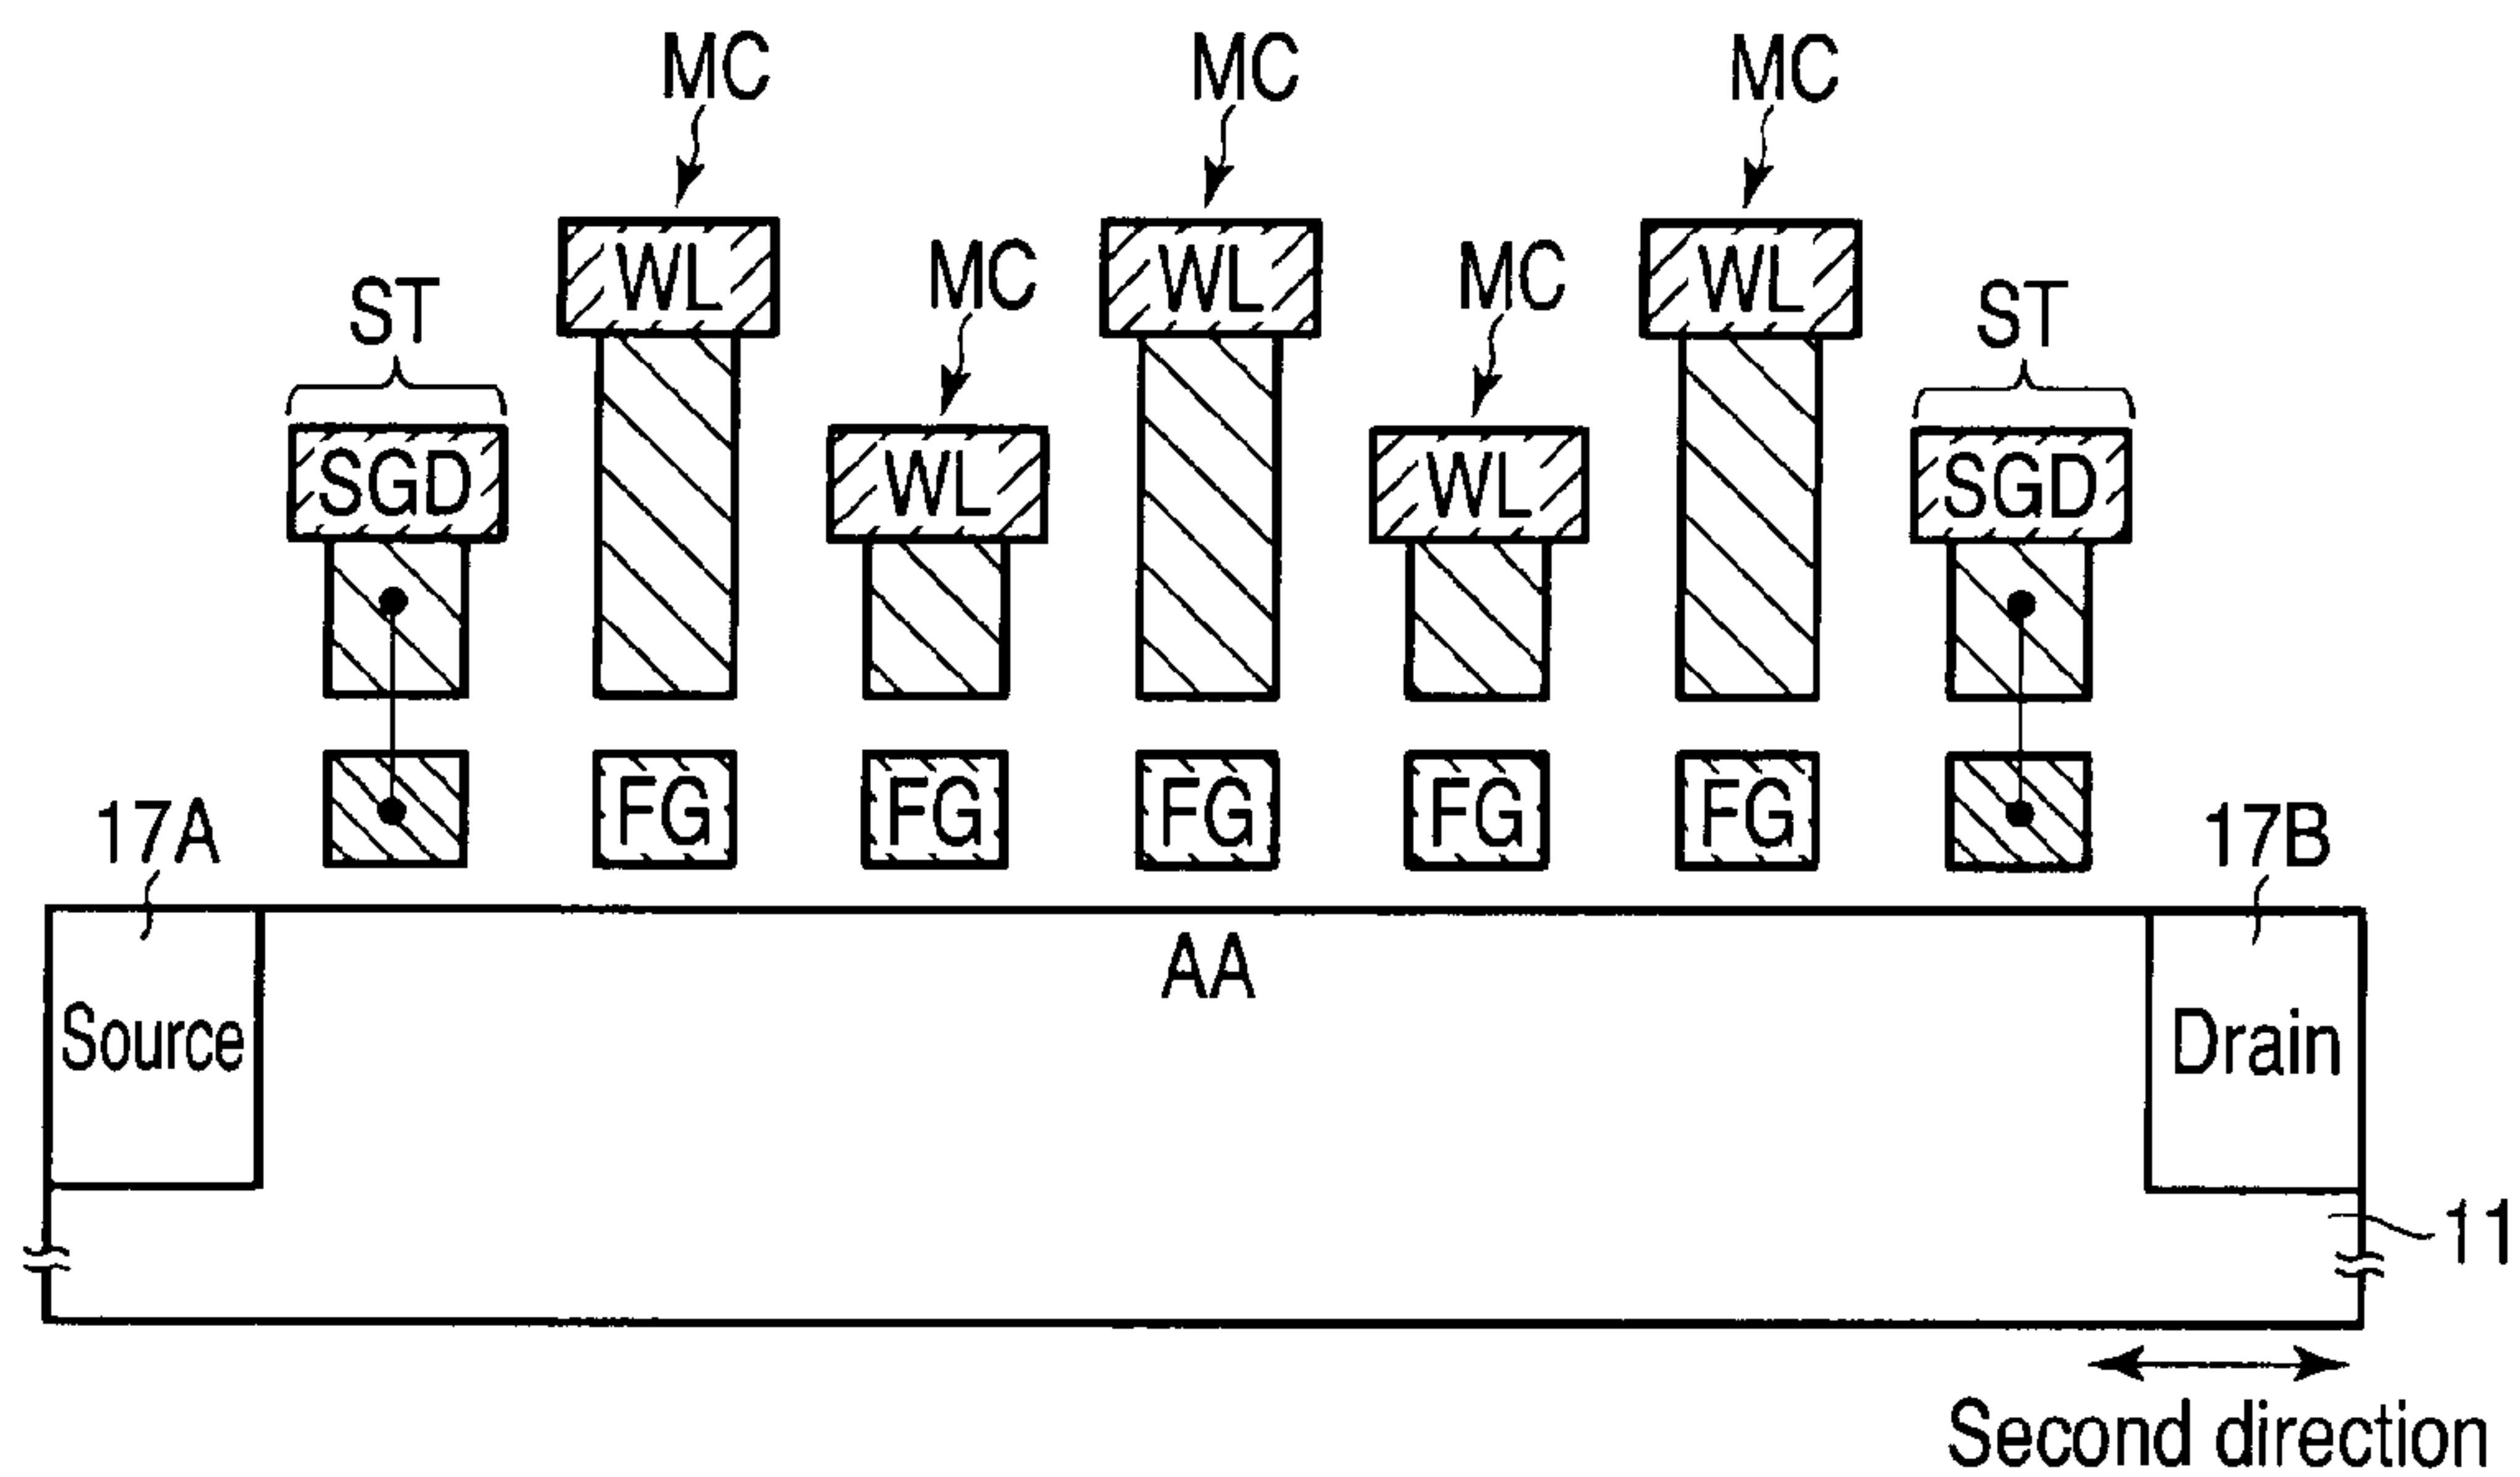 MC MC MC
WL WL WL
MC MC
ST ST
SGD WL WL SGD
FG FG FG FG FG
17A 17B
AA
Source Drain
11
Second direction